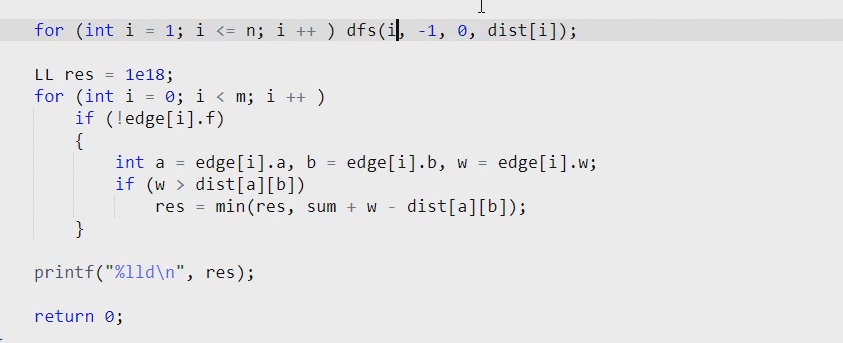 for (int i = 1; i <= n; i ++ ) dfs(i, -1, 0, dist[i]);
LL res = 1e18;
for (int i = 0; i < m; i ++ )
if (!edge[i].f)
{
int a = edge[i].a, b = edge[i].b, w = edge[i].w;
if (w > dist[a][b])
res = min(res, sum + w - dist[a][b]);
}
printf("%lld\n", res);
return 0;